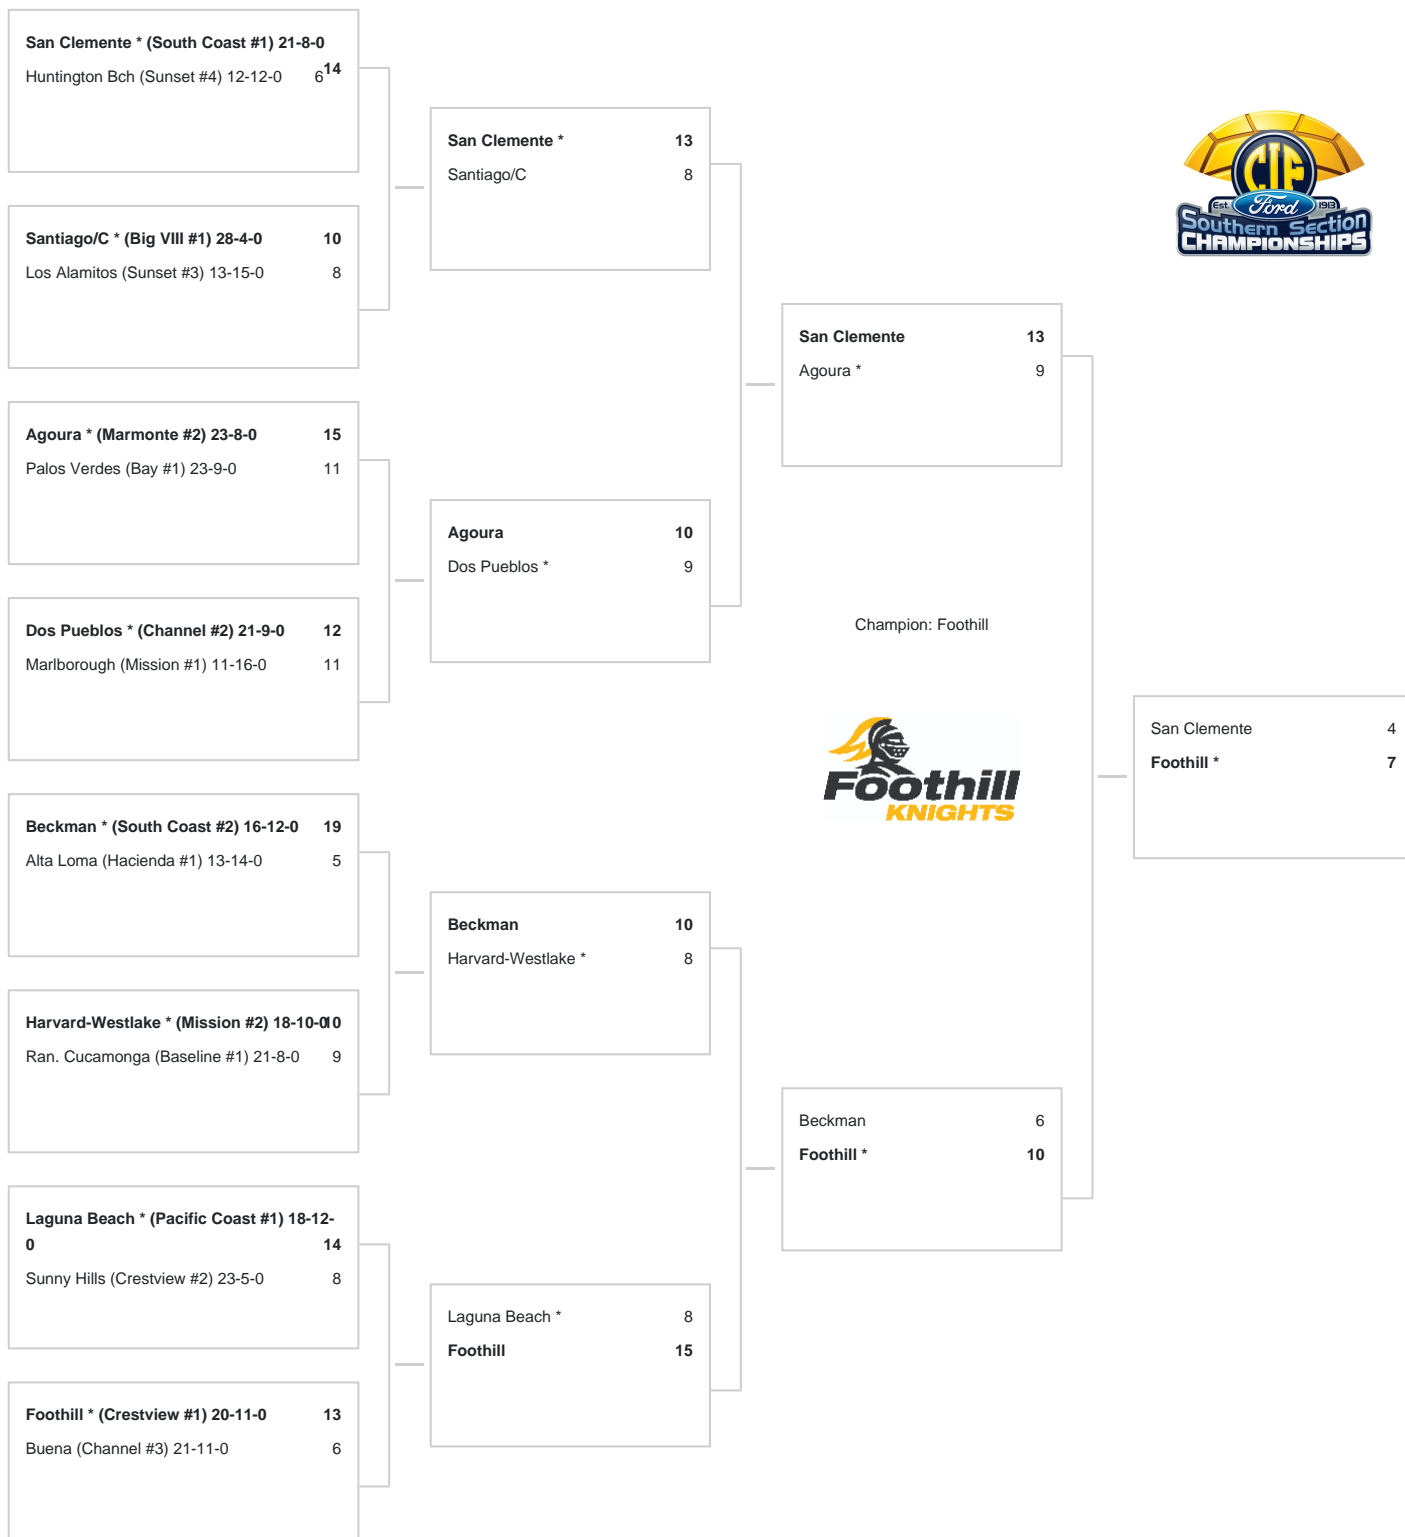 San Clemente * (South Coast #1) 21-8-0 14
Huntington Bch (Sunset #4) 12-12-0 6
Santiago/C * (Big VIII #1) 28-4-0 10
Los Alamitos (Sunset #3) 13-15-0 8
Agoura * (Marmonte #2) 23-8-0 15
Palos Verdes (Bay #1) 23-9-0 11
Dos Pueblos * (Channel #2) 21-9-0 12
Marlborough (Mission #1) 11-16-0 11
Beckman * (South Coast #2) 16-12-0 19
Alta Loma (Hacienda #1) 13-14-0 5
Harvard-Westlake * (Mission #2) 18-10-0 10
Ran. Cucamonga (Baseline #1) 21-8-0 9
Laguna Beach * (Pacific Coast #1) 18-12-
0 14
Sunny Hills (Crestview #2) 23-5-0 8
Foothill * (Crestview #1) 20-11-0 13
Buena (Channel #3) 21-11-0 6
San Clemente * 13
Santiago/C 8
Agoura 10
Dos Pueblos * 9
Beckman 10
Harvard-Westlake * 8
Laguna Beach * 8
Foothill 15
San Clemente 13
Agoura * 9
Champion: Foothill
Foothill
KNIGHTS
Beckman 6
Foothill * 10
CIF
Est. Ford 1913
Southern Section
CHAMPIONSHIPS
San Clemente 4
Foothill * 7